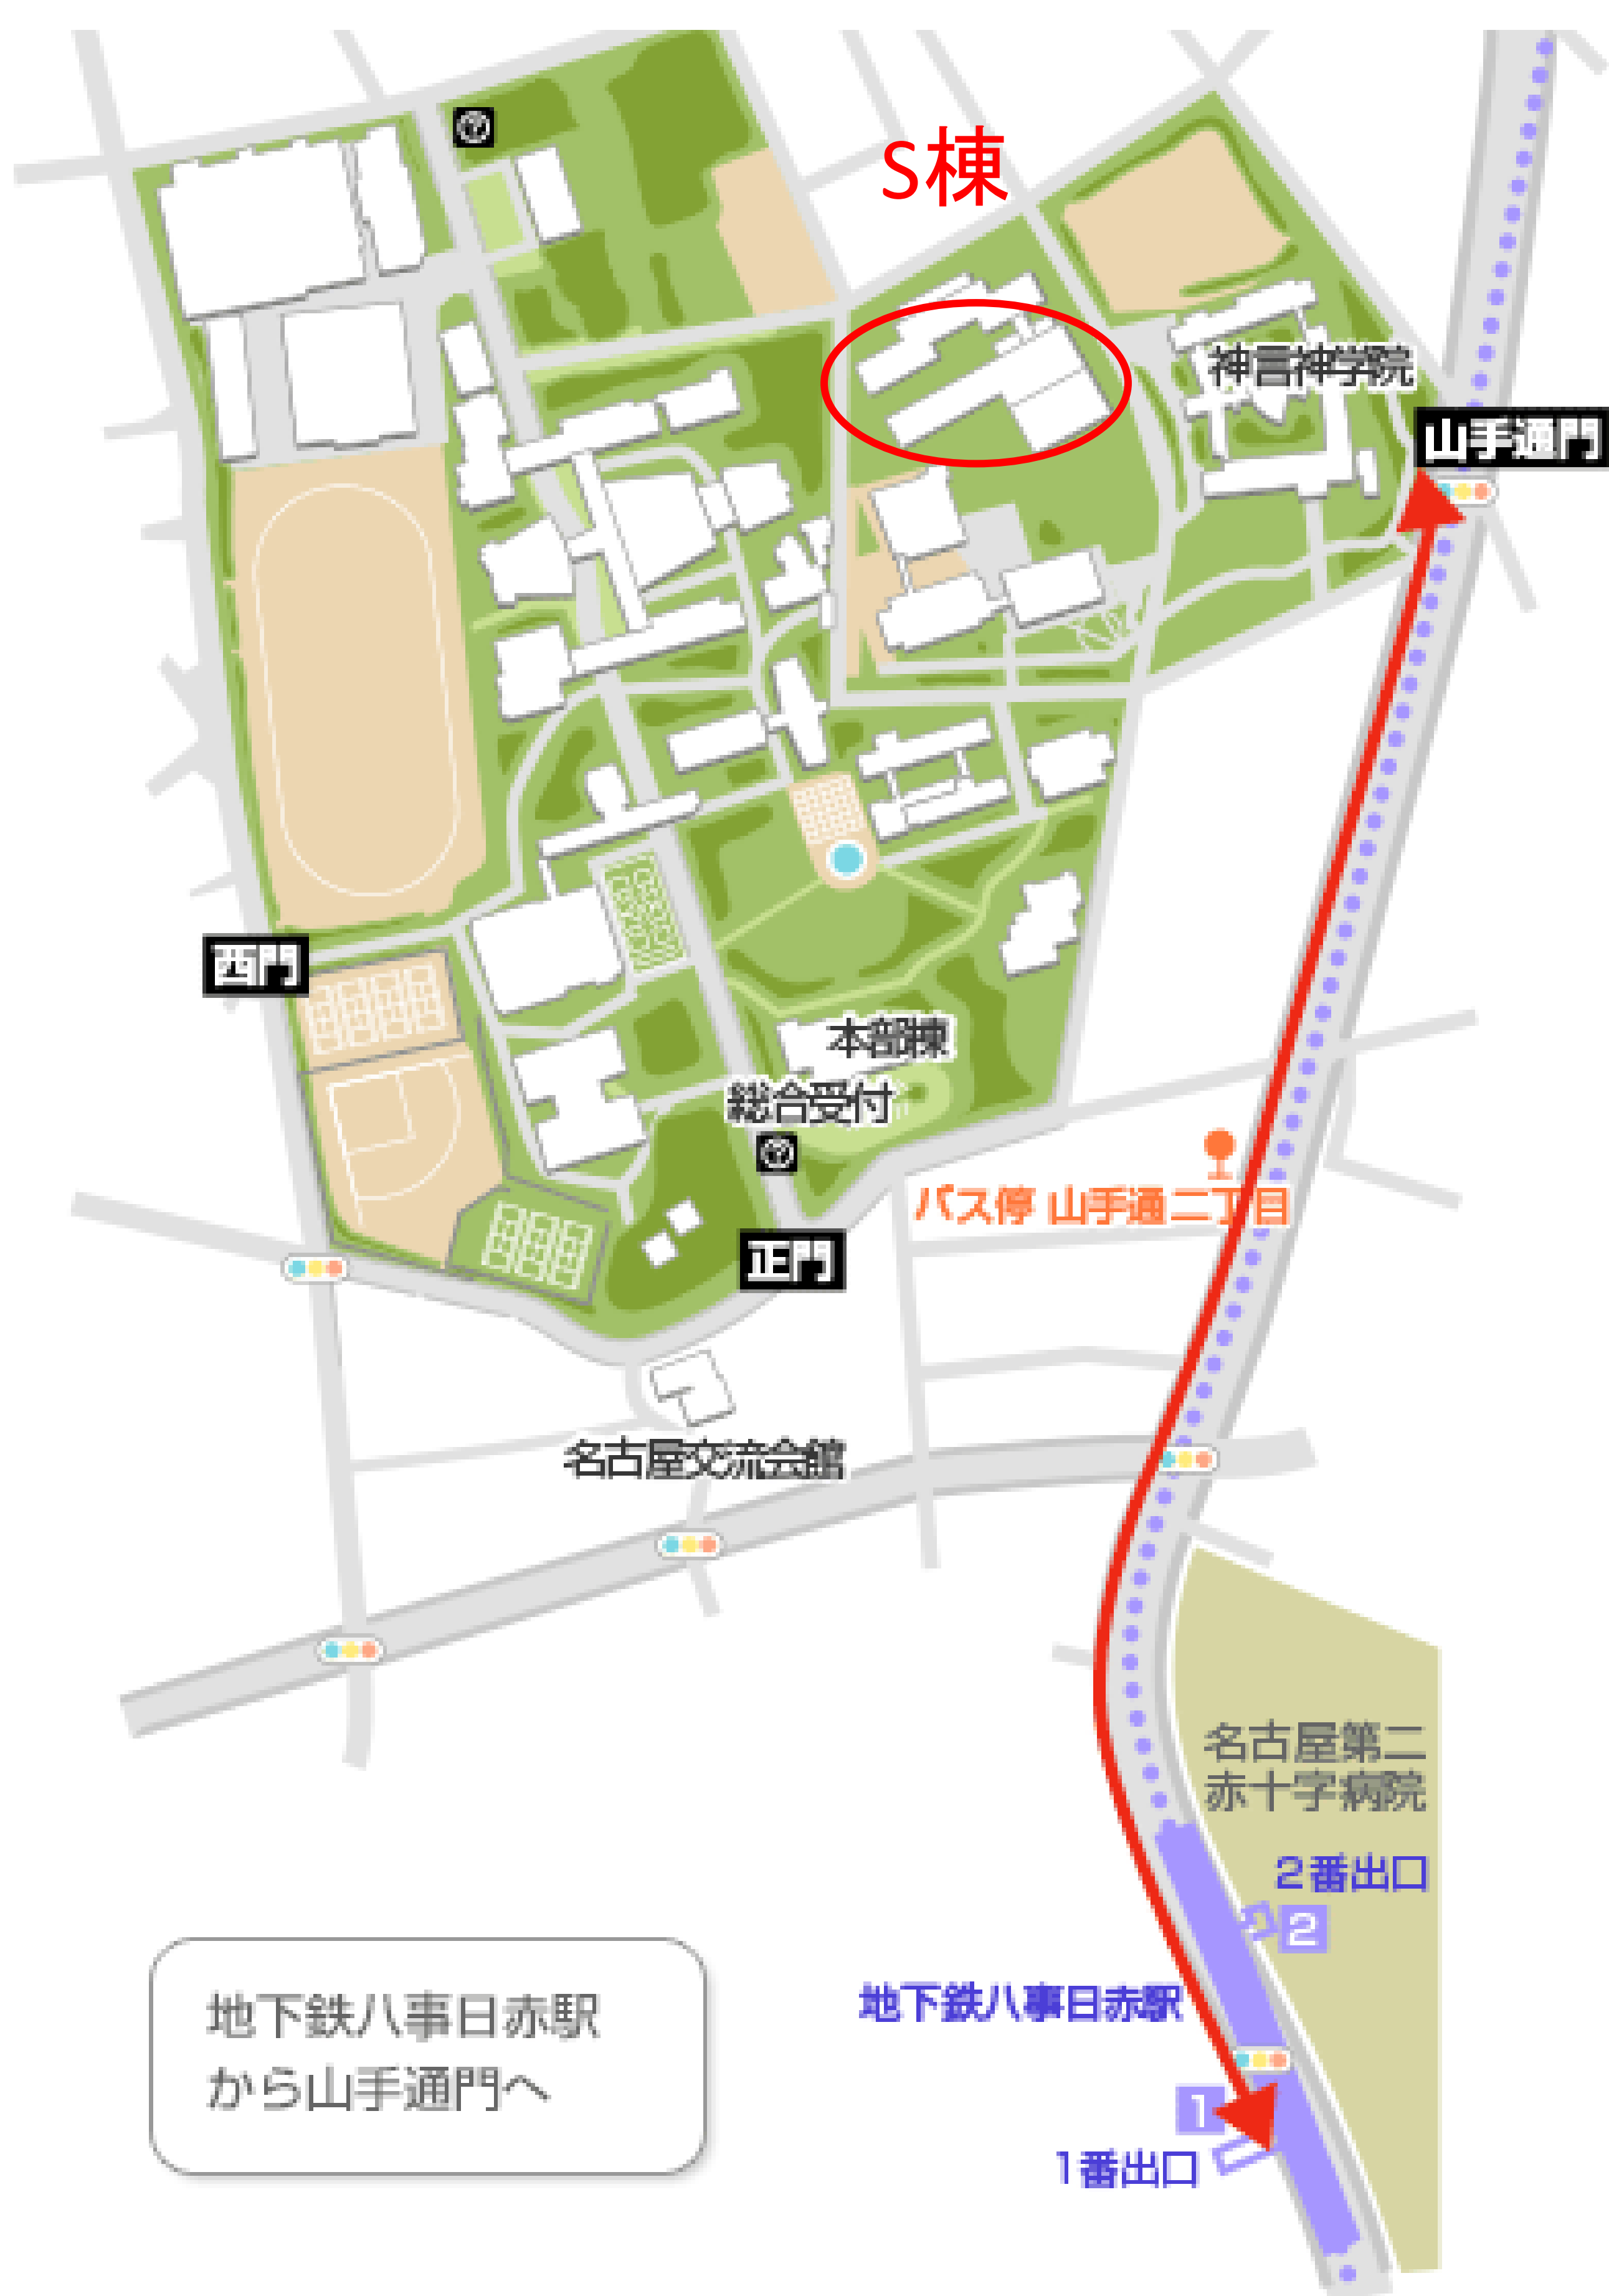 S棟
神言神学院
山手通門
西門
本部棟
総合受付
バス停 山手通二丁目
正門
名古屋交流会館
名古屋第二
赤十字病院
2番出口
2
地下鉄八事日赤駅
1
1番出口
地下鉄八事日赤駅
から山手通門へ